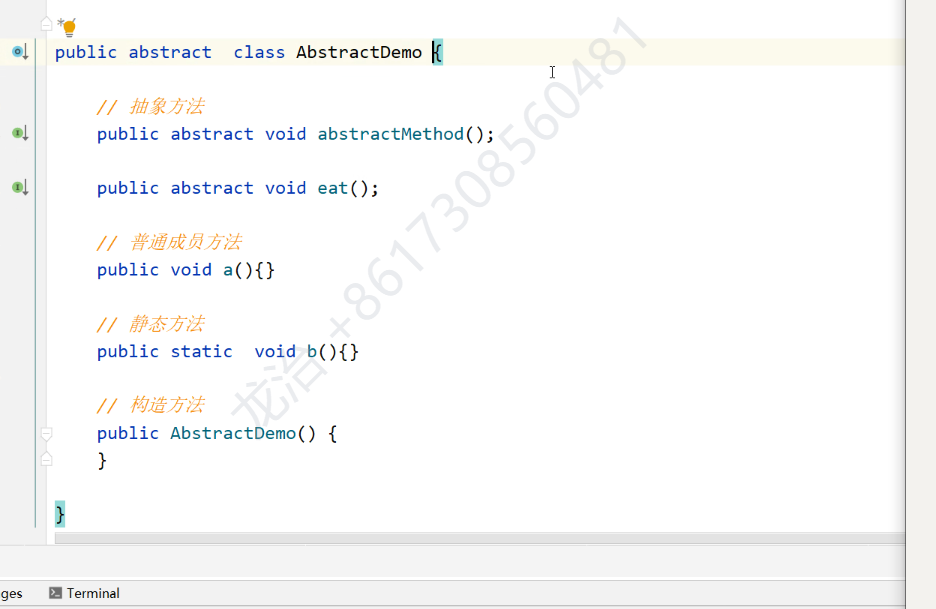 */
public abstract  class AbstractDemo {
// 抽象方法
public abstract void abstractMethod();
public abstract void eat();
// 普通成员方法
public void a(){}
// 静态方法
public static  void b(){}
// 构造方法
public AbstractDemo() {
}
}
龙治 +8617308560481
ges
Terminal